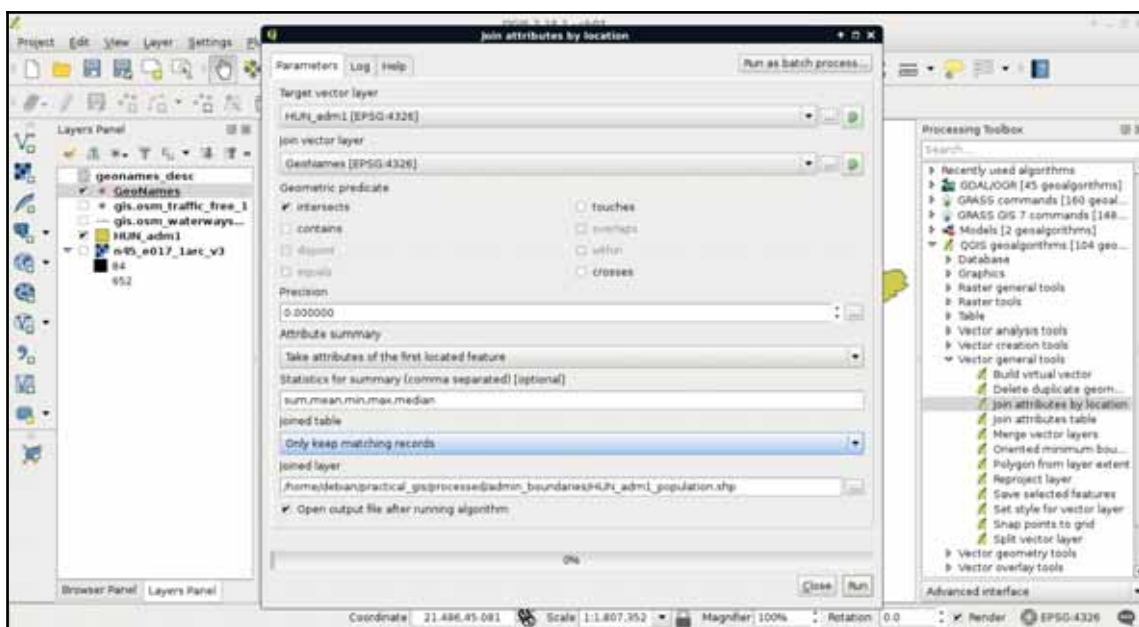 Project Edit View Layer Settings
Join attributes by location
Parameters Log Help
Run as batch process...
Target vector layer
HUN_adm1 [EPSG:4326]
Join vector layer
GeoNames [EPSG:4326]
Geometric predicate
intersects
touches
contains
overlaps
disjoint
within
equals
crosses
Precision
0.000000
Attribute summary
Take attributes of the first located feature
Statistics for summary (comma separated) [optional]
sum,mean,min,max,median
Joined table
Only keep matching records
Joined layer
/home/debian/practical_gis/processed/admin_boundaries/HUN_adm1_population.shp
Open output file after running algorithm
0%
Close Run
Layers Panel
geonames_desc
GeoNames
gis.osm_traffic_free_1
gis.osm_waterways...
HUN_adm1
n45_e017_1arc_v3
84
652
Browser Panel Layers Panel
Processing Toolbox
Search...
Recently used algorithms
GDAL/OGR [45 geoalgorithms]
GRASS commands [160 geoal...
GRASS GIS 7 commands [148...
Models [2 geoalgorithms]
QGIS geoalgorithms [104 geo...
Database
Graphics
Raster general tools
Raster tools
Table
Vector analysis tools
Vector creation tools
Vector general tools
Build virtual vector
Delete duplicate geom...
Join attributes by location
Join attributes table
Merge vector layers
Oriented minimum bou...
Polygon from layer extent
Reproject layer
Save selected features
Set style for vector layer
Snap points to grid
Split vector layer
Vector geometry tools
Vector overlay tools
Advanced interface
Coordinate 21.486,45.081 Scale 1:1,807,352 Magnifier 100% Rotation 0.0 Render EPSG:4326